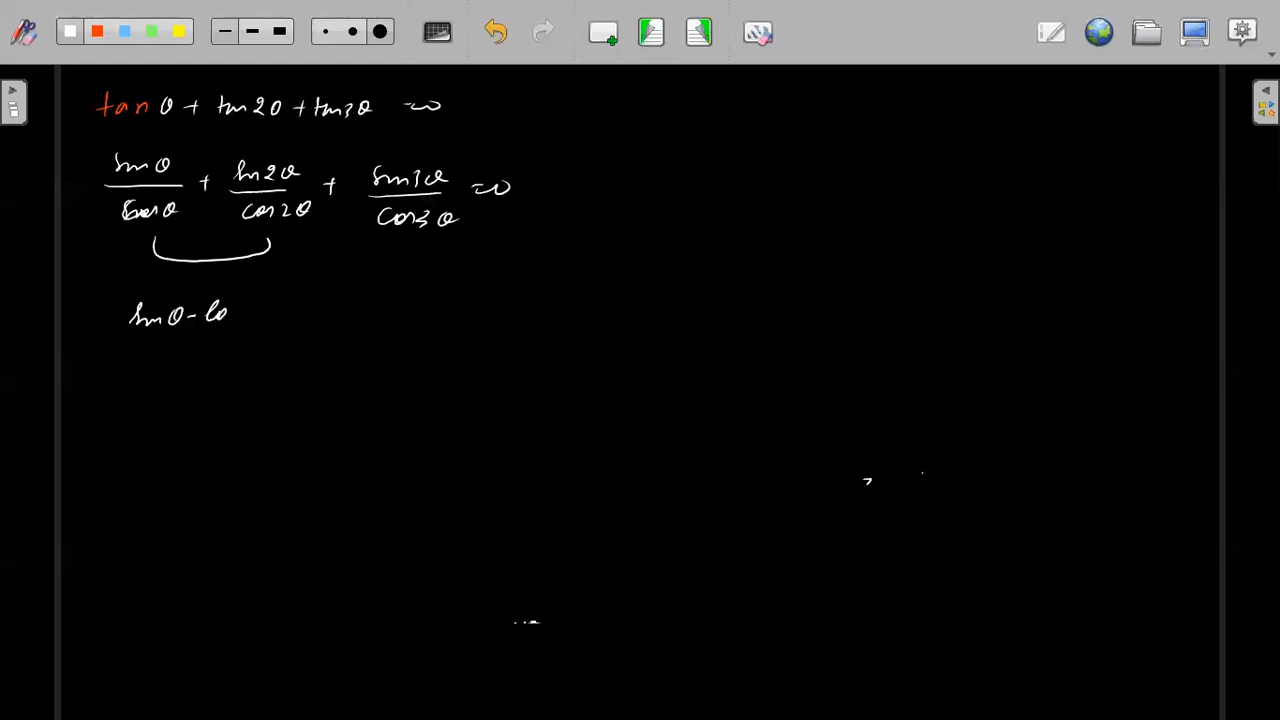 tan θ + tan 2θ + tan 3θ = 0
sin θ / cos θ + sin 2θ / cos 2θ + sin 3θ / cos 3θ = 0
sin θ - co